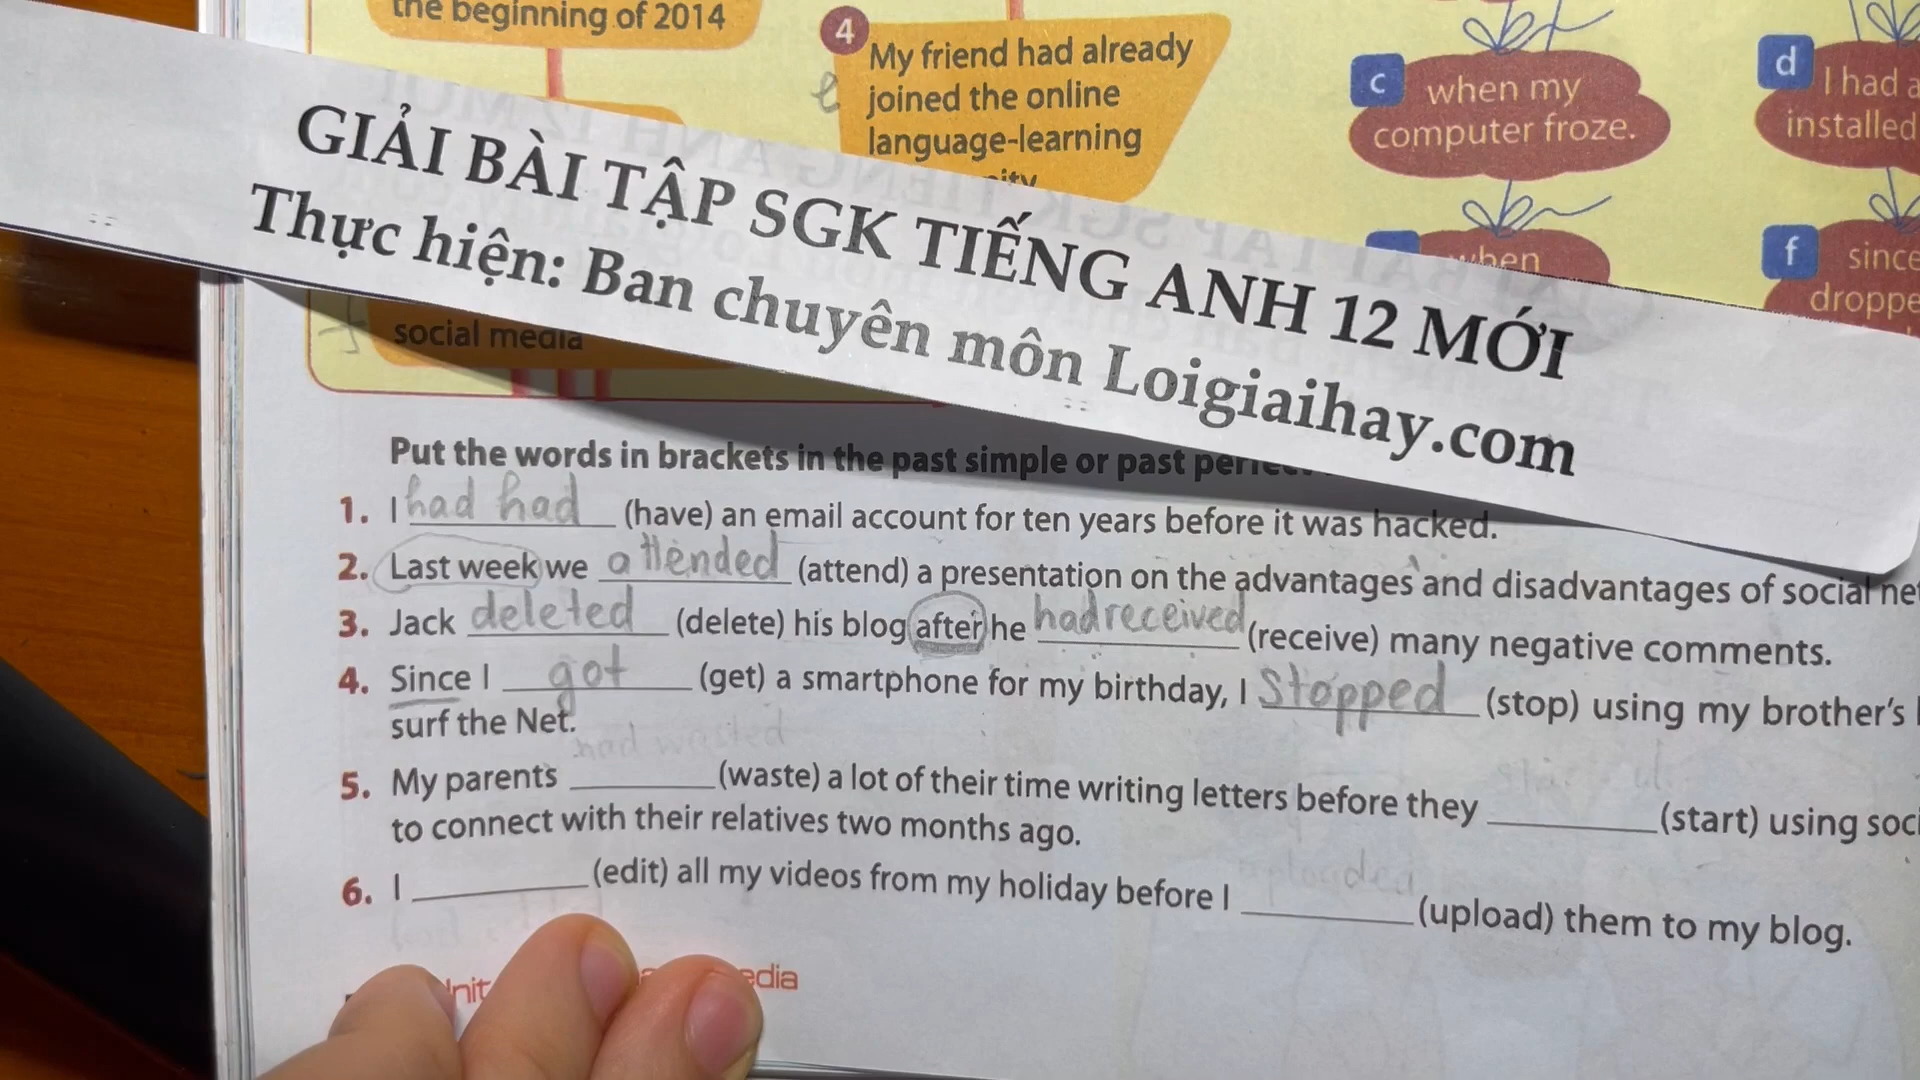 the beginning of 2014
4
My friend had already
joined the online
language-learning
e
c
when my
computer froze.
d
I had a
installed
when
f
since
droppe
GIẢI BÀI TẬP SGK TIẾNG ANH 12 MỚI
Thực hiện: Ban chuyên môn Loigiaihay.com
social media
Put the words in brackets in the past simple or past
1. I had had (have) an email account for ten years before it was hacked.
2. Last week we attended (attend) a presentation on the advantages and disadvantages of social ne
3. Jack deleted (delete) his blog after he had received (receive) many negative comments.
4. Since I got (get) a smartphone for my birthday, I stopped (stop) using my brother's
surf the Net.
had wasted
5. My parents ________ (waste) a lot of their time writing letters before they ________ (start) using soc
to connect with their relatives two months ago.
uploaded
6. I ________ (edit) all my videos from my holiday before I ________ (upload) them to my blog.